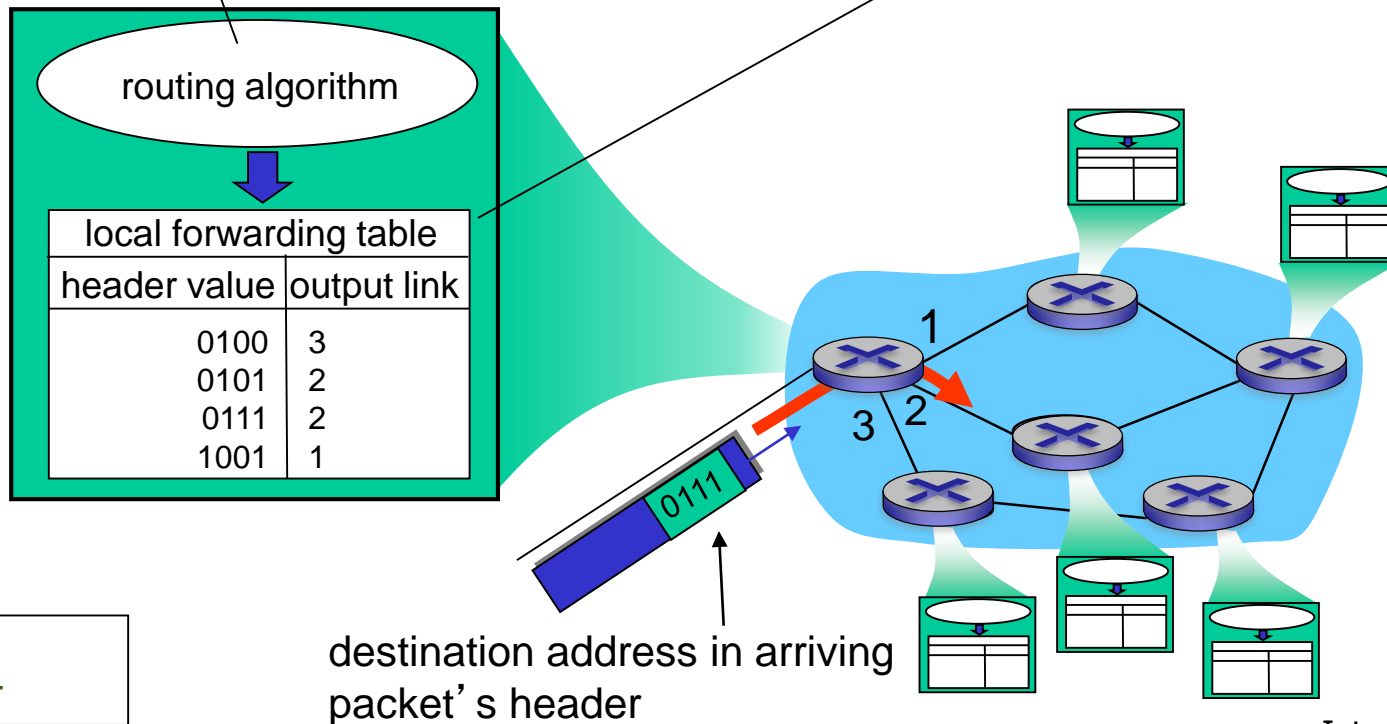 routing algorithm
local forwarding table
header value output link
0100 3
0101 2
0111 2
1001 1
1
2
3
0111
destination address in arriving
packet's header